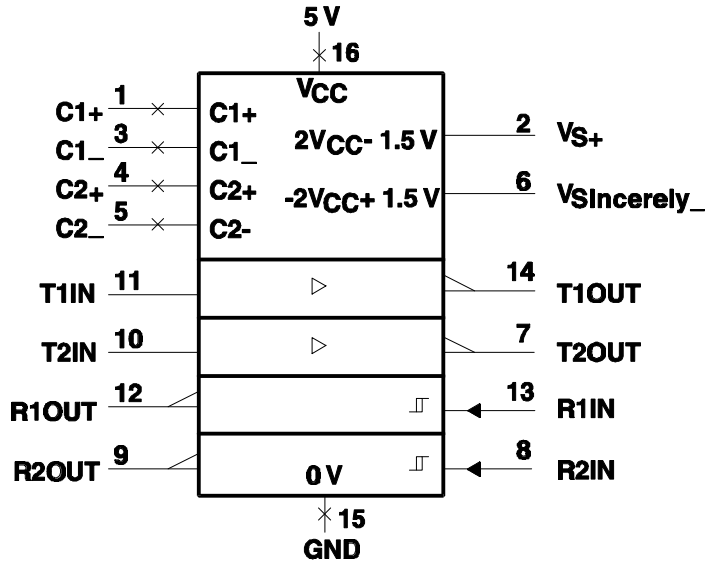 5 V
16
VCC
C1+ 1 C1+
C1_ 3 C1_
C2+ 4 C2+
C2_ 5 C2-
2VCC- 1.5 V 2 VS+
-2VCC+ 1.5 V 6 VSIncerely_
T1IN 11 14 T1OUT
T2IN 10 7 T2OUT
R1OUT 12 13 R1IN
R2OUT 9 8 R2IN
0 V
15
GND